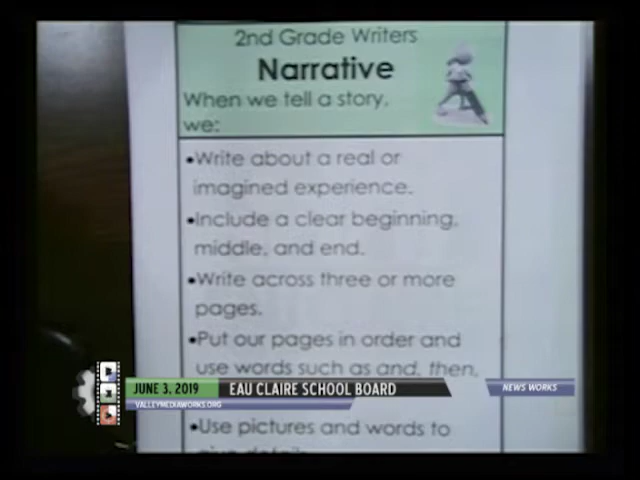 2nd Grade Writers
Narrative
When we tell a story,
we:
•Write about a real or
imagined experience.
•Include a clear beginning,
middle, and end.
•Write across three or more
pages.
•Put our pages in order and
use words such as and, then,
JUNE 3, 2019 EAU CLAIRE SCHOOL BOARD NEWS WORKS
VALLEYMEDIAWORKS.ORG
•Use pictures and words to
give